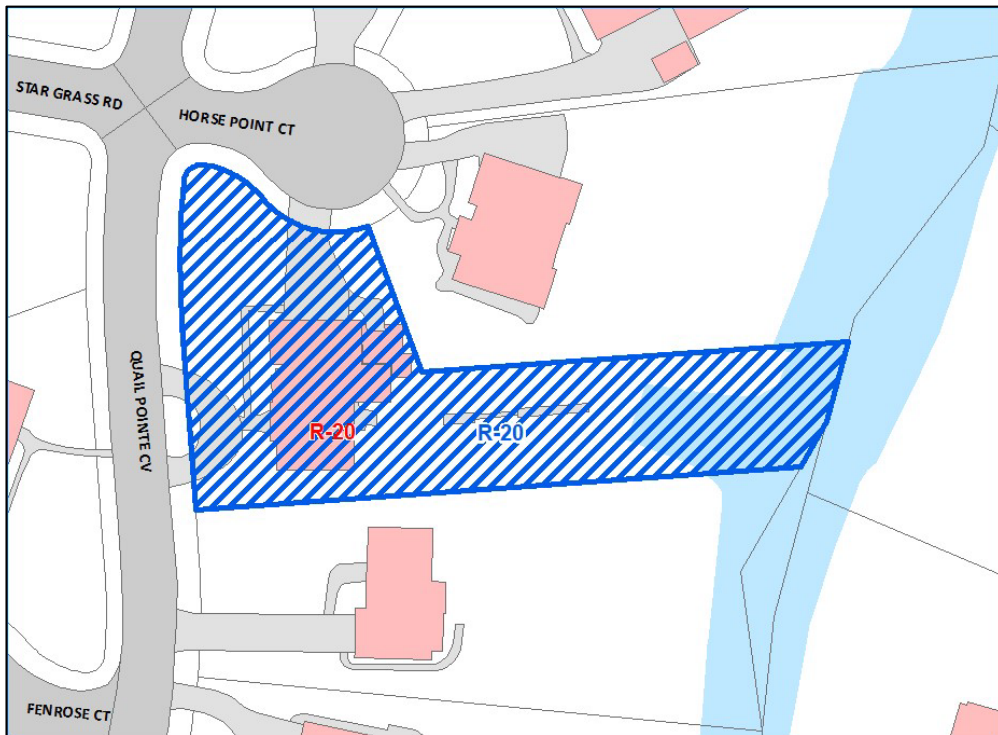 STAR GRASS RD
HORSE POINT CT
QUAIL POINTE CV
R-20
R-20
FENROSE CT